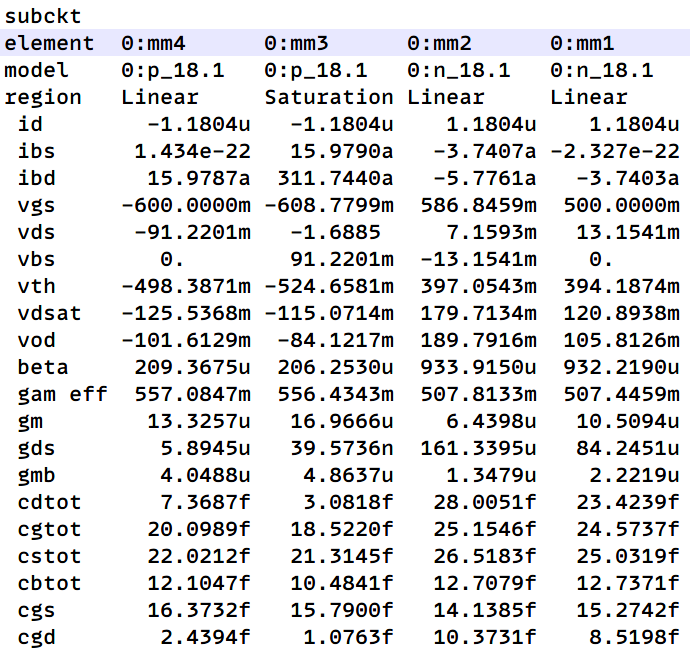 subckt
element 0:mm4 0:mm3 0:mm2 0:mm1
model 0:p_18.1 0:p_18.1 0:n_18.1 0:n_18.1
region Linear Saturation Linear Linear
id -1.1804u -1.1804u 1.1804u 1.1804u
ibs 1.434e-22 15.9790a -3.7407a -2.327e-22
ibd 15.9787a 311.7440a -5.7761a -3.7403a
vgs -600.0000m -608.7799m 586.8459m 500.0000m
vds -91.2201m -1.6885 7.1593m 13.1541m
vbs 0. 91.2201m -13.1541m 0.
vth -498.3871m -524.6581m 397.0543m 394.1874m
vdsat -125.5368m -115.0714m 179.7134m 120.8938m
vod -101.6129m -84.1217m 189.7916m 105.8126m
beta 209.3675u 206.2530u 933.9150u 932.2190u
gam eff 557.0847m 556.4343m 507.8133m 507.4459m
gm 13.3257u 16.9666u 6.4398u 10.5094u
gds 5.8945u 39.5736n 161.3395u 84.2451u
gmb 4.0488u 4.8637u 1.3479u 2.2219u
cdtot 7.3687f 3.0818f 28.0051f 23.4239f
cgtot 20.0989f 18.5220f 25.1546f 24.5737f
cstot 22.0212f 21.3145f 26.5183f 25.0319f
cbtot 12.1047f 10.4841f 12.7079f 12.7371f
cgs 16.3732f 15.7900f 14.1385f 15.2742f
cgd 2.4394f 1.0763f 10.3731f 8.5198f